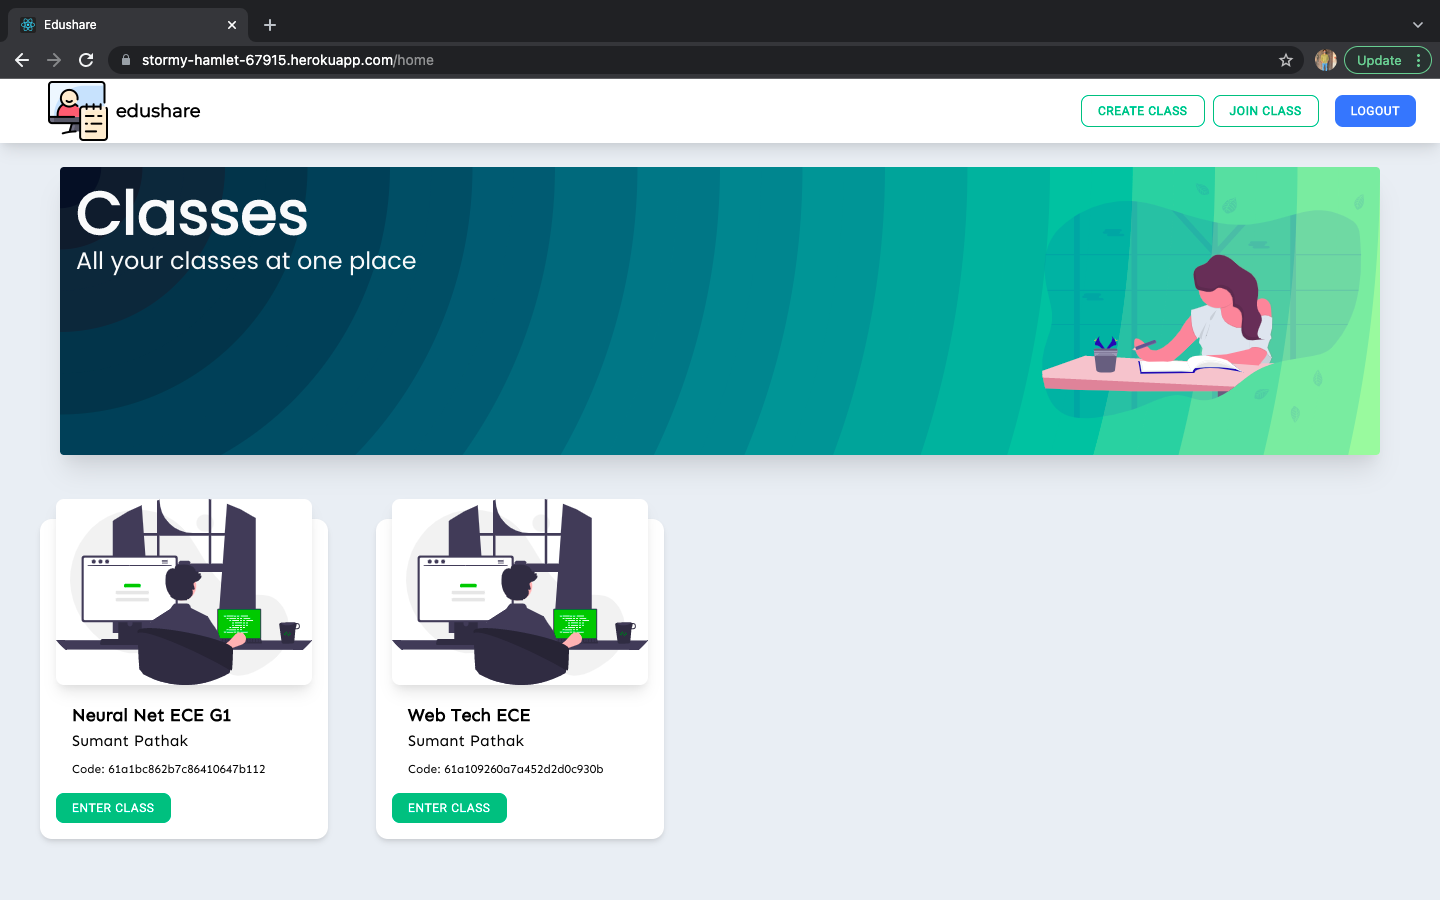 Edushare
stormy-hamlet-67915.herokuapp.com/home
Update
edushare
CREATE CLASS
JOIN CLASS
LOGOUT
Classes
All your classes at one place
Neural Net ECE G1
Sumant Pathak
Code: 61a1bc862b7c86410647b112
ENTER CLASS
Web Tech ECE
Sumant Pathak
Code: 61a109260a7a452d2d0c930b
ENTER CLASS